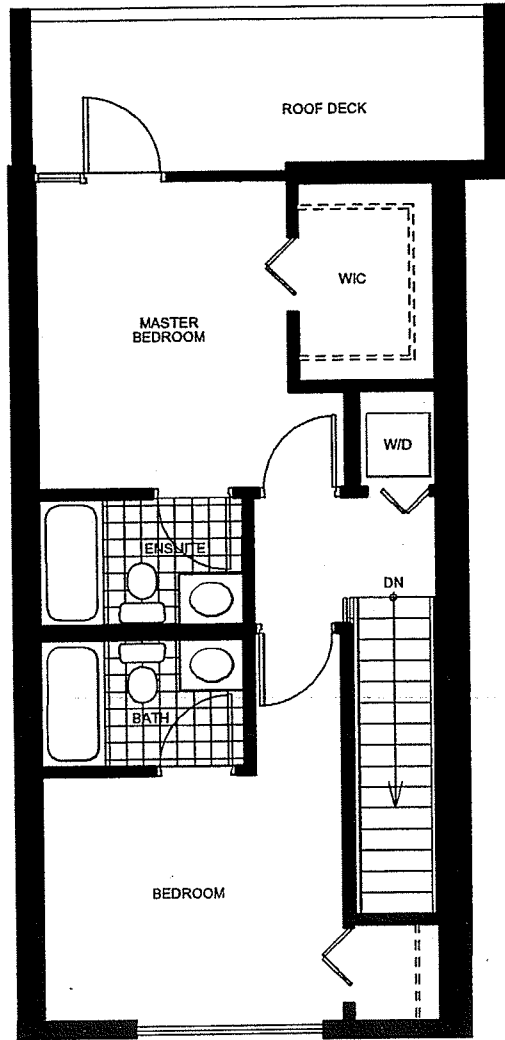 ROOF DECK
WIC
MASTER
BEDROOM
W/D
ENSUITE
DN
BATH
BEDROOM